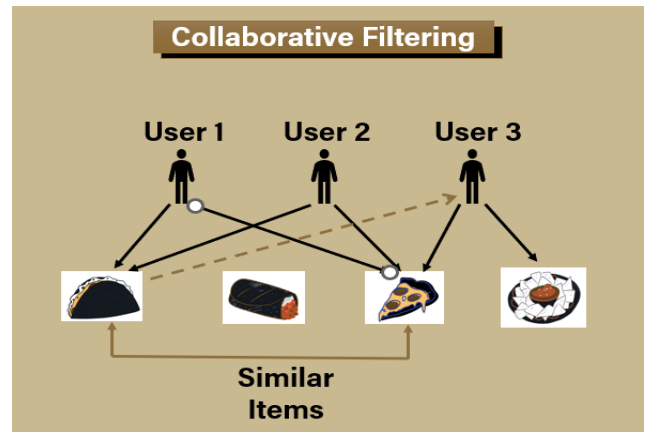 Collaborative Filtering
User 1 User 2 User 3
Similar
Items